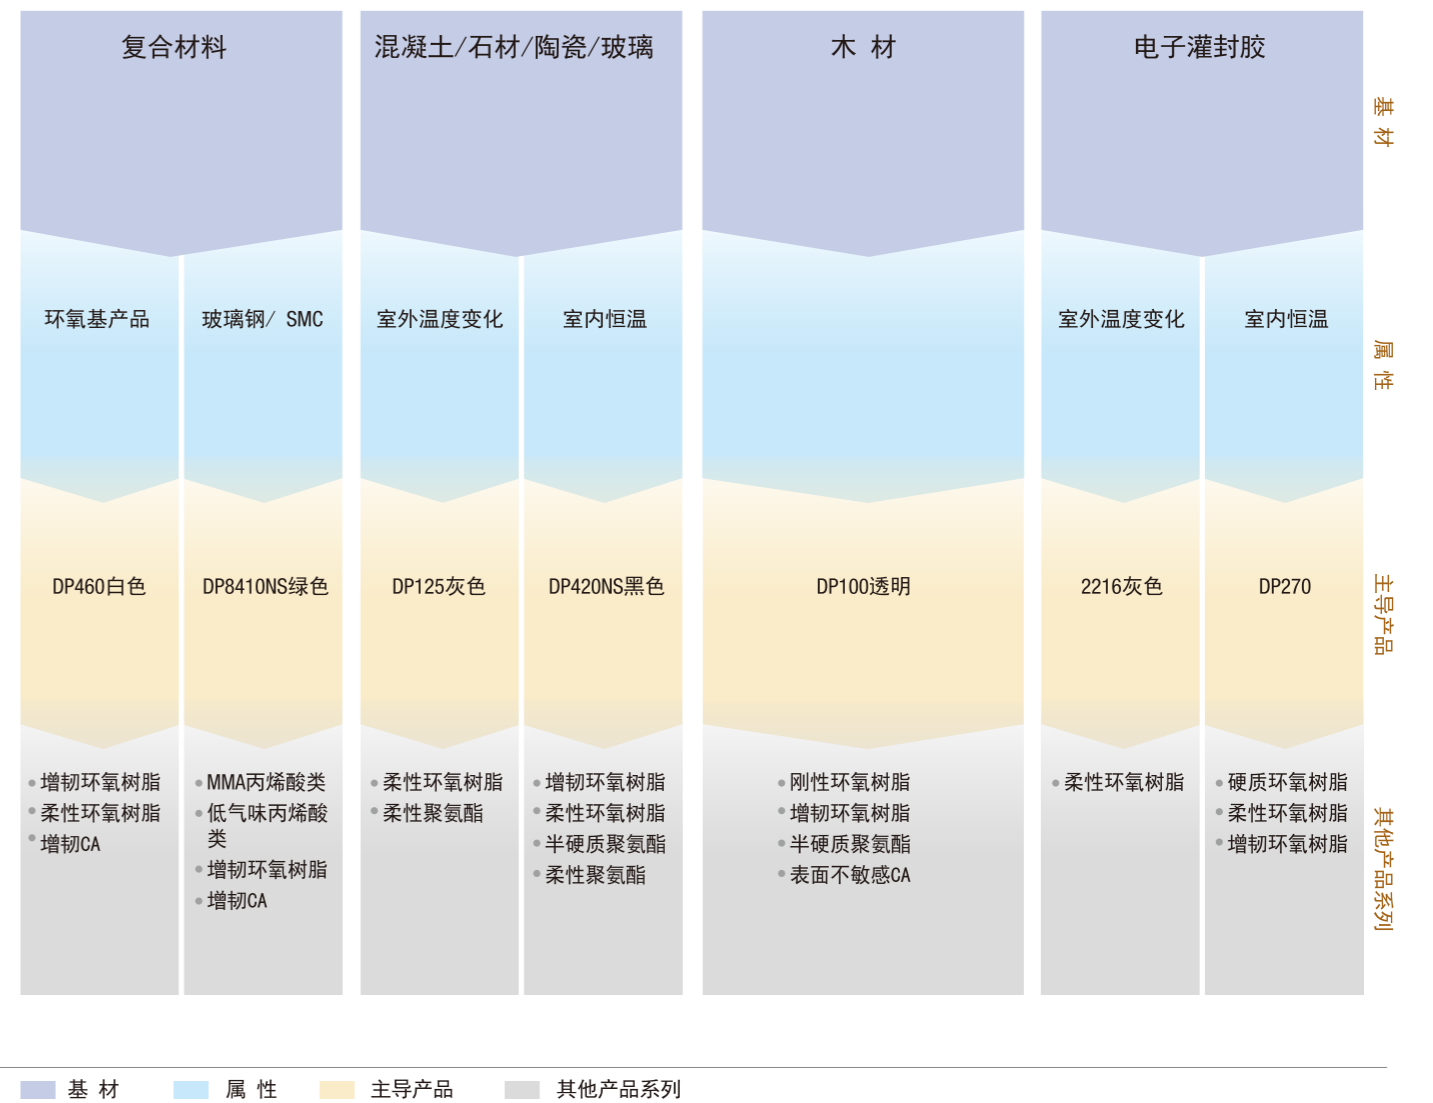 复合材料
混凝土/石材/陶瓷/玻璃
木 材
电子灌封胶
基 材
环氧基产品
玻璃钢/ SMC
室外温度变化
室内恒温
室外温度变化
室内恒温
属 性
DP460白色
DP8410NS绿色
DP125灰色
DP420NS黑色
DP100透明
2216灰色
DP270
主导产品
•增韧环氧树脂
•柔性环氧树脂
•增韧CA
•MMA丙烯酸类
•低气味丙烯酸
类
•增韧环氧树脂
•增韧CA
•柔性环氧树脂
•柔性聚氨酯
•增韧环氧树脂
•柔性环氧树脂
•半硬质聚氨酯
•柔性聚氨酯
•刚性环氧树脂
•增韧环氧树脂
•半硬质聚氨酯
•表面不敏感CA
•柔性环氧树脂
•硬质环氧树脂
•柔性环氧树脂
•增韧环氧树脂
其他产品系列
基 材
属 性
主导产品
其他产品系列